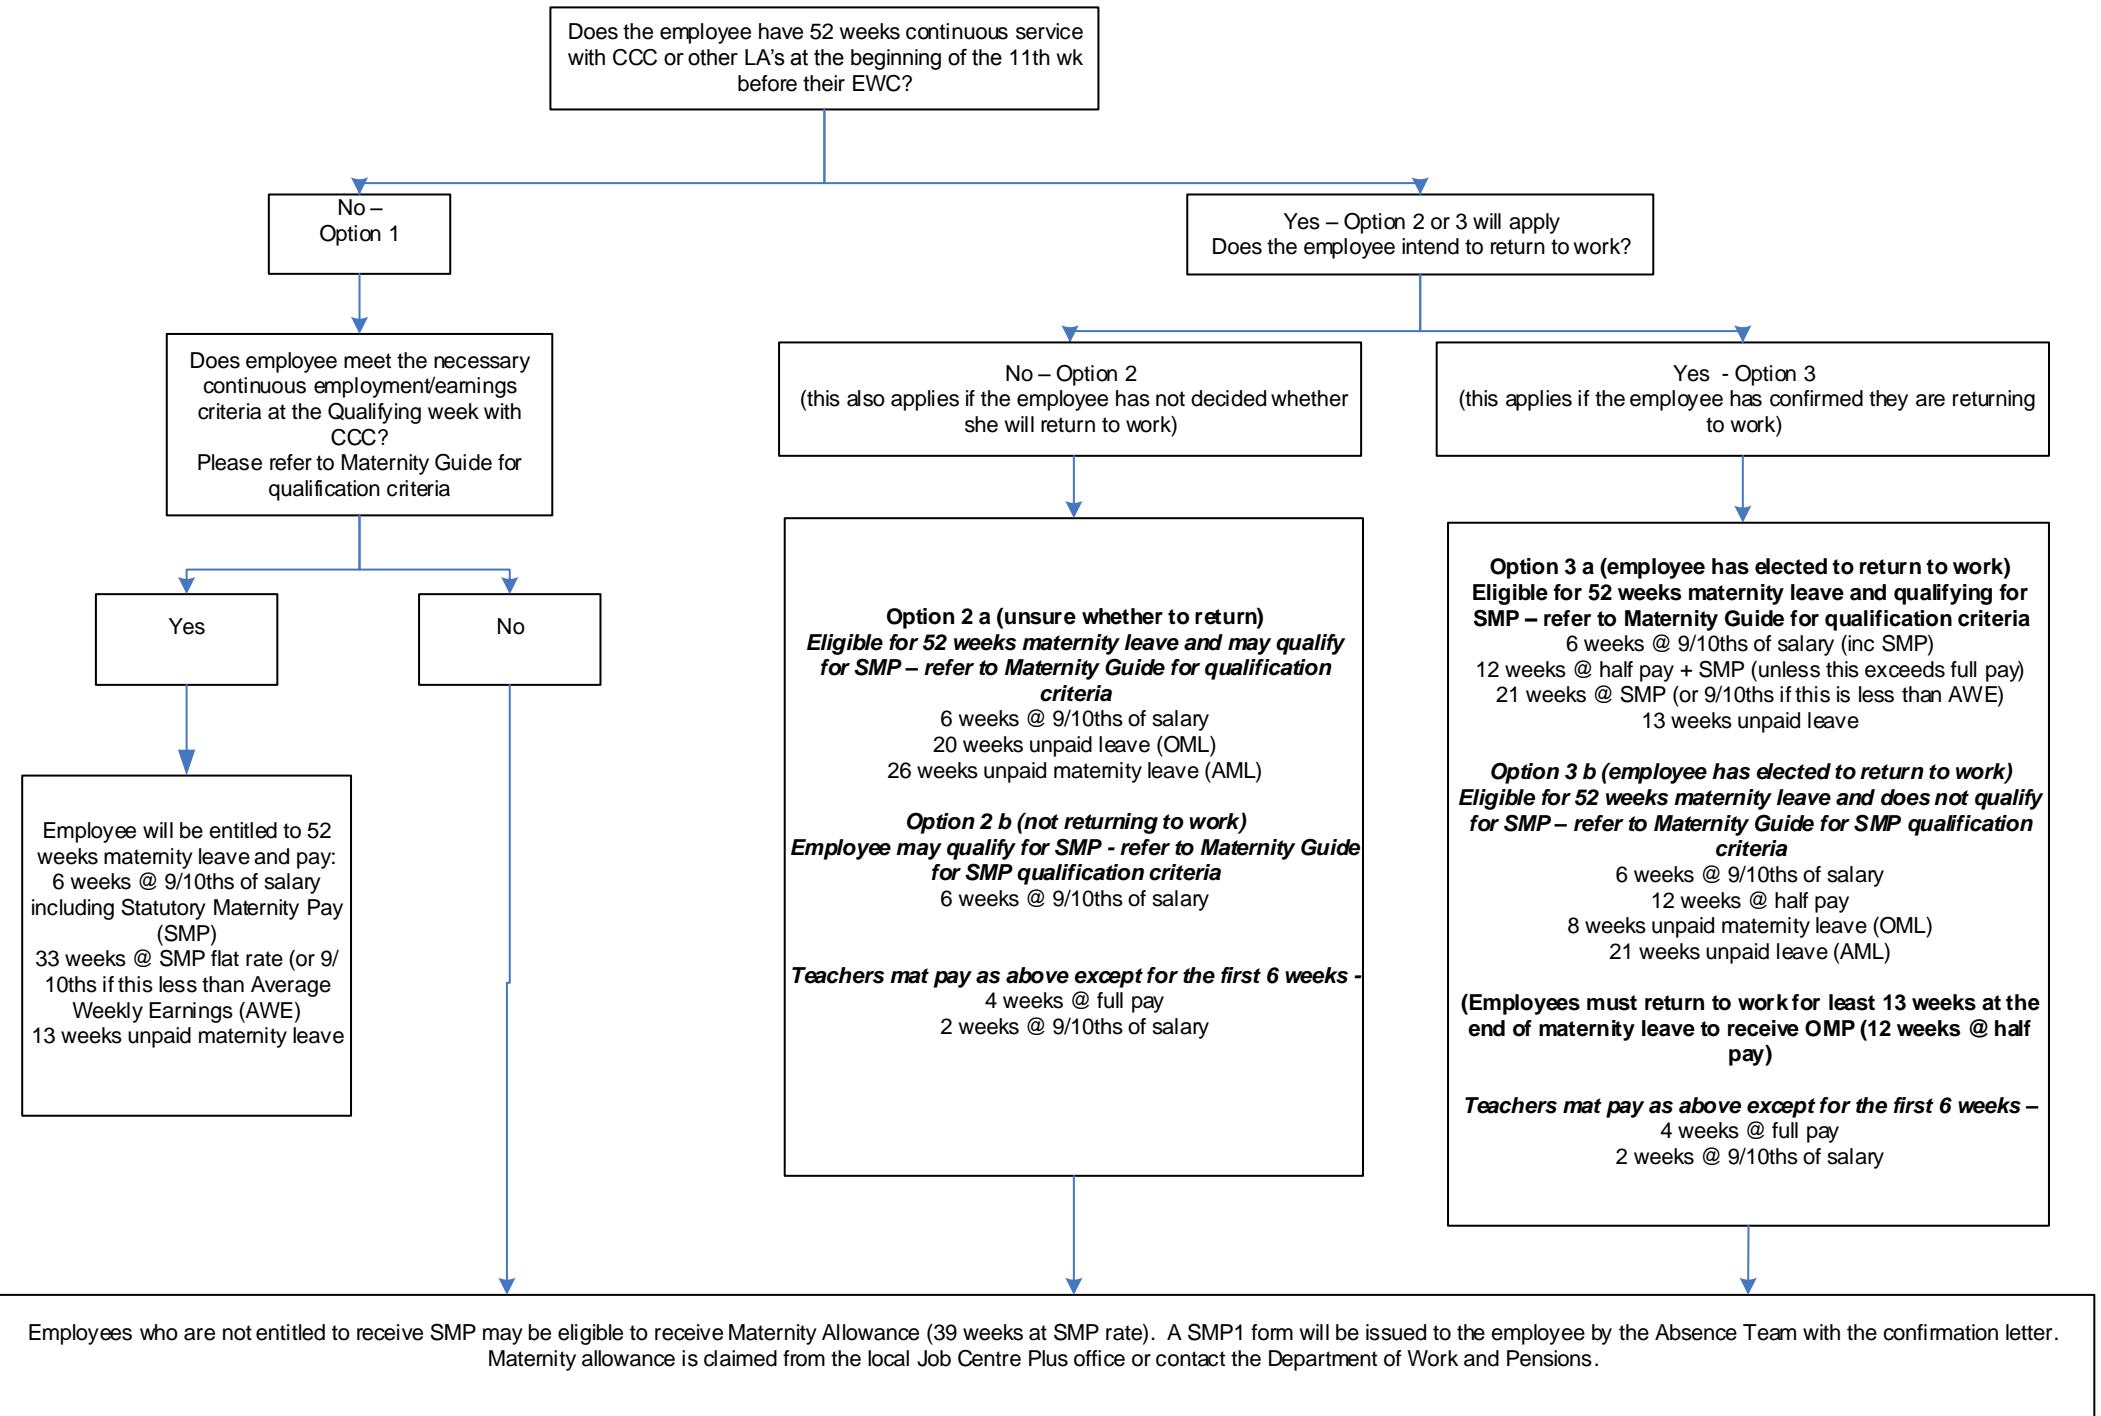 Does the employee have 52 weeks continuous service
with CCC or other LA's at the beginning of the 11th wk
before their EWC?
No –
Option 1
Yes – Option 2 or 3 will apply
Does the employee intend to return to work?
Does employee meet the necessary
continuous employment/earnings
criteria at the Qualifying week with
CCC?
Please refer to Maternity Guide for
qualification criteria
No – Option 2
(this also applies if the employee has not decided whether
she will return to work)
Yes - Option 3
(this applies if the employee has confirmed they are returning
to work)
Yes
No
Employee will be entitled to 52
weeks maternity leave and pay:
6 weeks @ 9/10ths of salary
including Statutory Maternity Pay
(SMP)
33 weeks @ SMP flat rate (or 9/
10ths if this less than Average
Weekly Earnings (AWE)
13 weeks unpaid maternity leave
Option 2 a (unsure whether to return)
Eligible for 52 weeks maternity leave and may qualify
for SMP – refer to Maternity Guide for qualification
criteria
6 weeks @ 9/10ths of salary
20 weeks unpaid leave (OML)
26 weeks unpaid maternity leave (AML)
Option 2 b (not returning to work)
Employee may qualify for SMP - refer to Maternity Guide
for SMP qualification criteria
6 weeks @ 9/10ths of salary
Teachers mat pay as above except for the first 6 weeks -
4 weeks @ full pay
2 weeks @ 9/10ths of salary
Option 3 a (employee has elected to return to work)
Eligible for 52 weeks maternity leave and qualifying for
SMP – refer to Maternity Guide for qualification criteria
6 weeks @ 9/10ths of salary (inc SMP)
12 weeks @ half pay + SMP (unless this exceeds full pay)
21 weeks @ SMP (or 9/10ths if this is less than AWE)
13 weeks unpaid leave
Option 3 b (employee has elected to return to work)
Eligible for 52 weeks maternity leave and does not qualify
for SMP – refer to Maternity Guide for SMP qualification
criteria
6 weeks @ 9/10ths of salary
12 weeks @ half pay
8 weeks unpaid maternity leave (OML)
21 weeks unpaid leave (AML)
(Employees must return to work for least 13 weeks at the
end of maternity leave to receive OMP (12 weeks @ half
pay)
Teachers mat pay as above except for the first 6 weeks –
4 weeks @ full pay
2 weeks @ 9/10ths of salary
Employees who are not entitled to receive SMP may be eligible to receive Maternity Allowance (39 weeks at SMP rate). A SMP1 form will be issued to the employee by the Absence Team with the confirmation letter.
Maternity allowance is claimed from the local Job Centre Plus office or contact the Department of Work and Pensions.